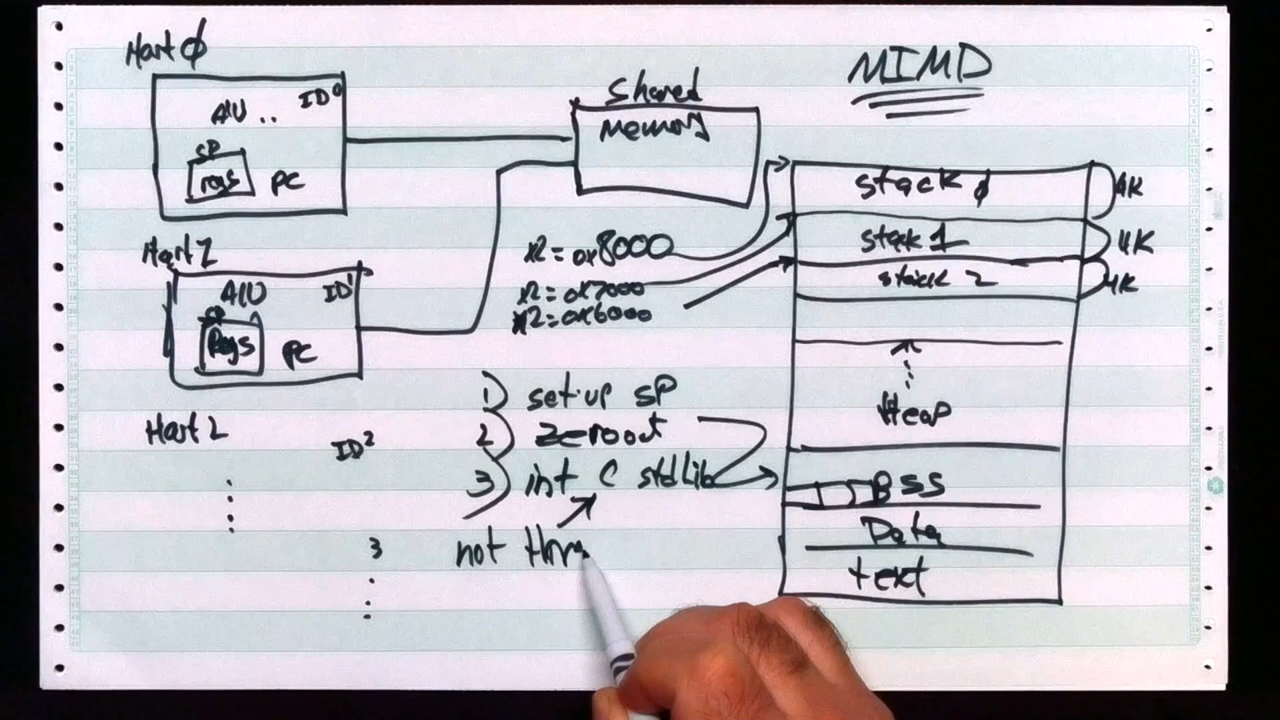 Hart 0
ALU ..
ID0
SP
regs
PC
Hart 1
ALU
ID1
SP
Regs
PC
Hart 2
ID2
3
shared
memory
MIMD
x2=0x8000
x2=0x7000
x2=0x6000
1) set up SP
2) zero out
3) int C stdlib
not thre
stack 0
4K
stack 1
4K
stack 2
4K
Heap
BSS
Data
text